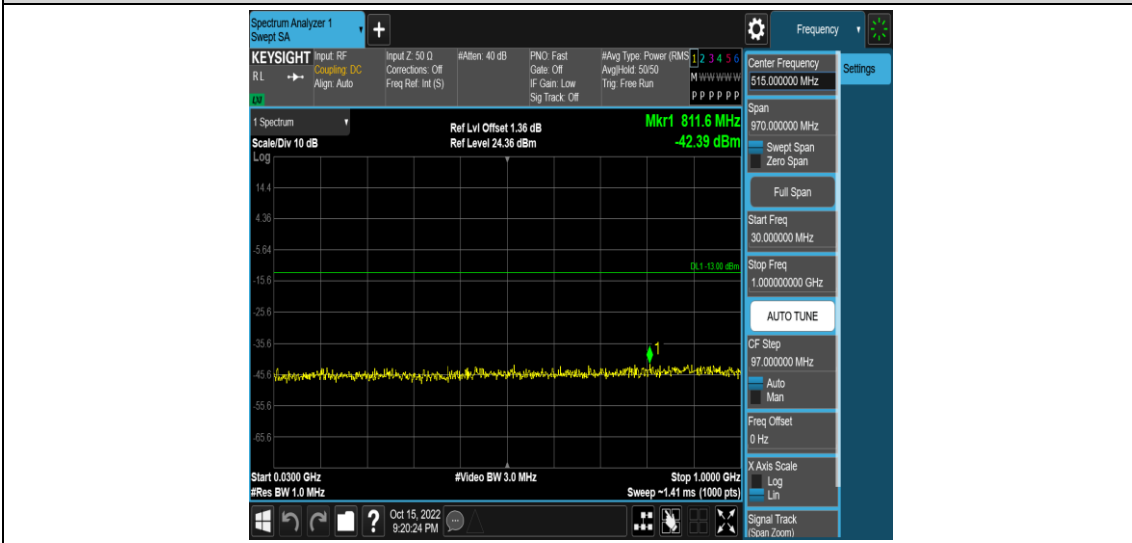 Spectrum Analyzer 1
Swept SA
+
Frequency
KEYSIGHT
RL
LXI
Input: RF
Coupling: DC
Align: Auto
Input Z: 50 Ω
Corrections: Off
Freq Ref: Int (S)
#Atten: 40 dB
PNO: Fast
Gate: Off
IF Gain: Low
Sig Track: Off
#Avg Type: Power (RMS
Avg|Hold: 50/50
Trig: Free Run
1 2 3 4 5 6
M W W W W W
P P P P P P
1 Spectrum
Scale/Div 10 dB
Log
Ref Lvl Offset 1.36 dB
Ref Level 24.36 dBm
Mkr1 811.6 MHz
-42.39 dBm
14.4
4.36
-5.64
DL1 -13.00 dBm
-15.6
-25.6
-35.6
1
-45.6
-55.6
-65.6
Start 0.0300 GHz
#Res BW 1.0 MHz
#Video BW 3.0 MHz
Stop 1.0000 GHz
Sweep ~1.41 ms (1000 pts)
?
Oct 15, 2022
9:20:24 PM
Center Frequency
515.000000 MHz
Settings
Span
970.000000 MHz
Swept Span
Zero Span
Full Span
Start Freq
30.000000 MHz
Stop Freq
1.000000000 GHz
AUTO TUNE
CF Step
97.000000 MHz
Auto
Man
Freq Offset
0 Hz
X Axis Scale
Log
Lin
Signal Track
(Span Zoom)